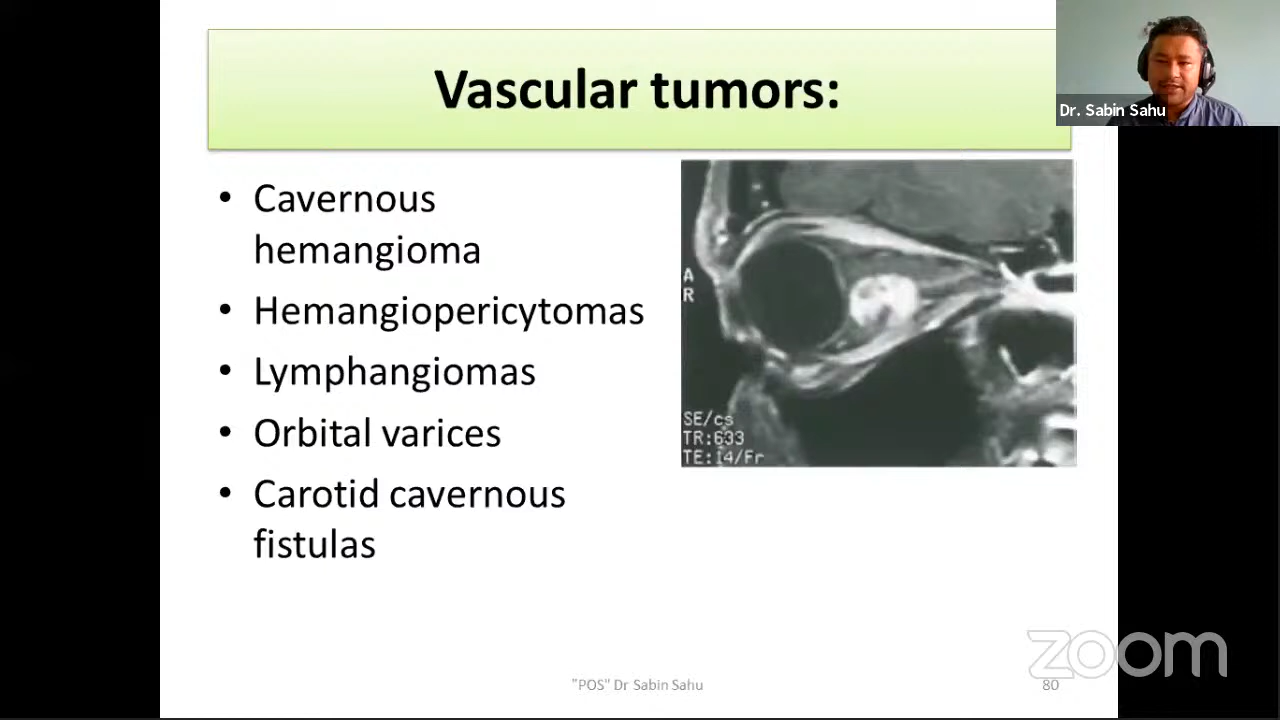 Vascular tumors:
Dr. Sabin Sahu
• Cavernous
hemangioma
• Hemangiopericytomas
• Lymphangiomas
• Orbital varices
• Carotid cavernous
fistulas
A
R
SE/cs
TR:633
TE:14/Fr
zoom
"POS" Dr Sabin Sahu
80